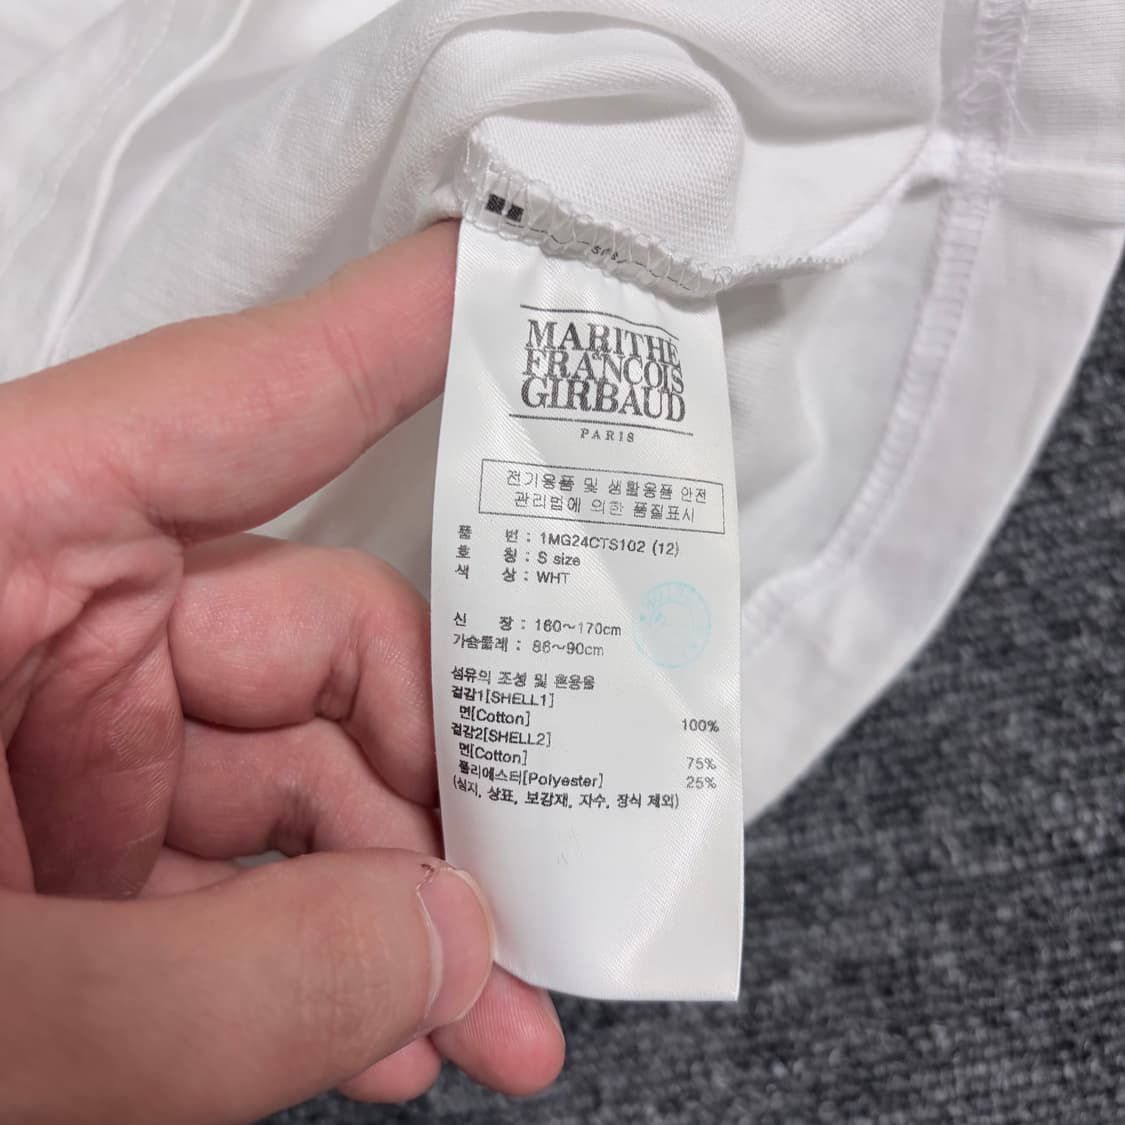 MARITHE
&
FRANCOIS
GIRBAUD
PARIS
전기용품 및 생활용품 안전
관리법에 의한 품질표시
품 번 : 1MG24CTS102 (12)
호 칭 : S size
색 상 : WHT
신 장 : 160~170cm
가슴둘레 : 86~90cm
섬유의 조성 및 혼용율
겉감1[SHELL1]
면[Cotton] 100%
겉감2[SHELL2]
면[Cotton] 75%
폴리에스터[Polyester] 25%
(심지, 상표, 보강재, 자수, 장식 제외)